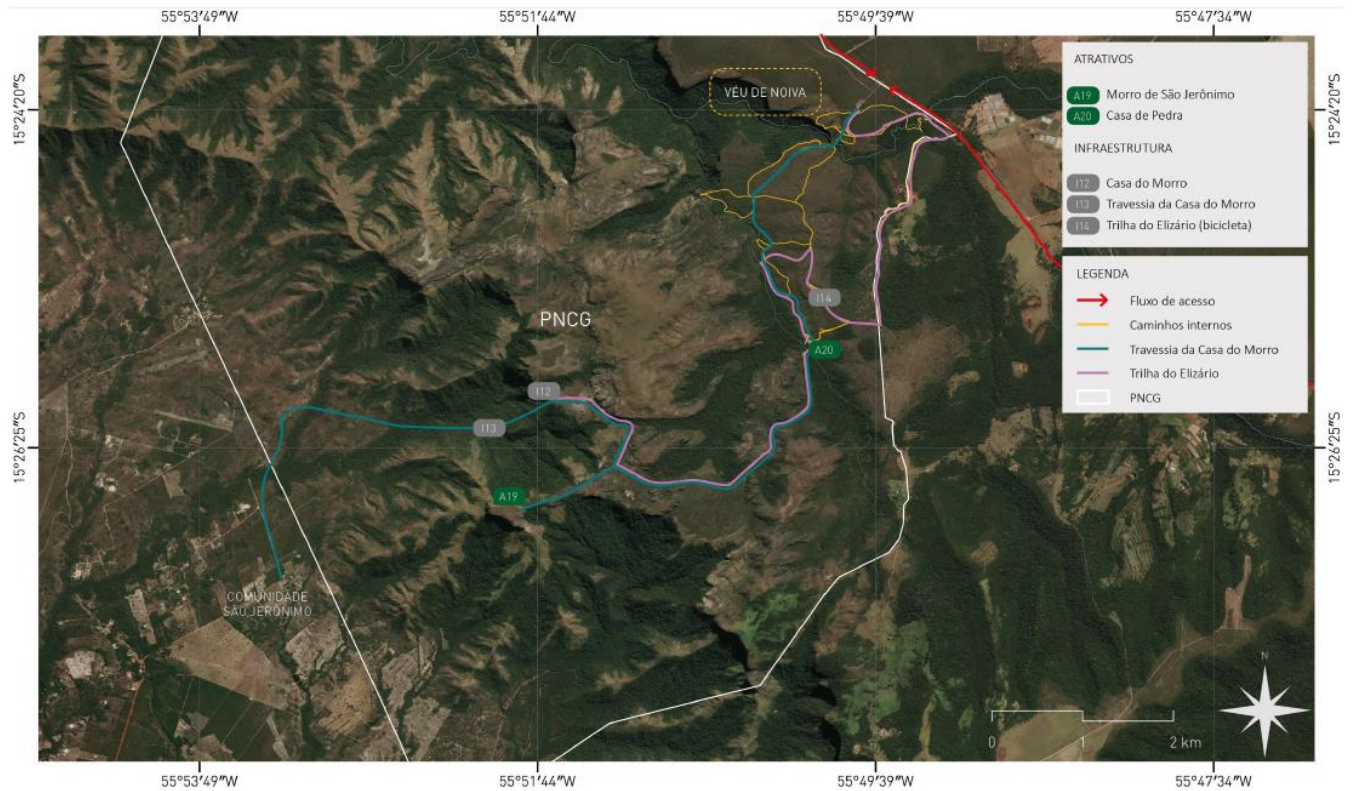 55°53'49"W
55°51'44"W
55°49'39"W
55°47'34"W
15°24'20"S
15°24'20"S
VÉU DE NOIVA
ATRATIVOS
A19 Morro de São Jerônimo
A20 Casa de Pedra
INFRAESTRUTURA
I12 Casa do Morro
I13 Travessia da Casa do Morro
I14 Trilha do Elizário (bicicleta)
LEGENDA
Fluxo de acesso
Caminhos internos
Travessia da Casa do Morro
Trilha do Elizário
PNCG
I14
PNCG
A20
I12
I13
15°26'25"S
15°26'25"S
A19
COMUNIDADE
SÃO JERÔNIMO
N
0 1 2 km
55°53'49"W
55°51'44"W
55°49'39"W
55°47'34"W